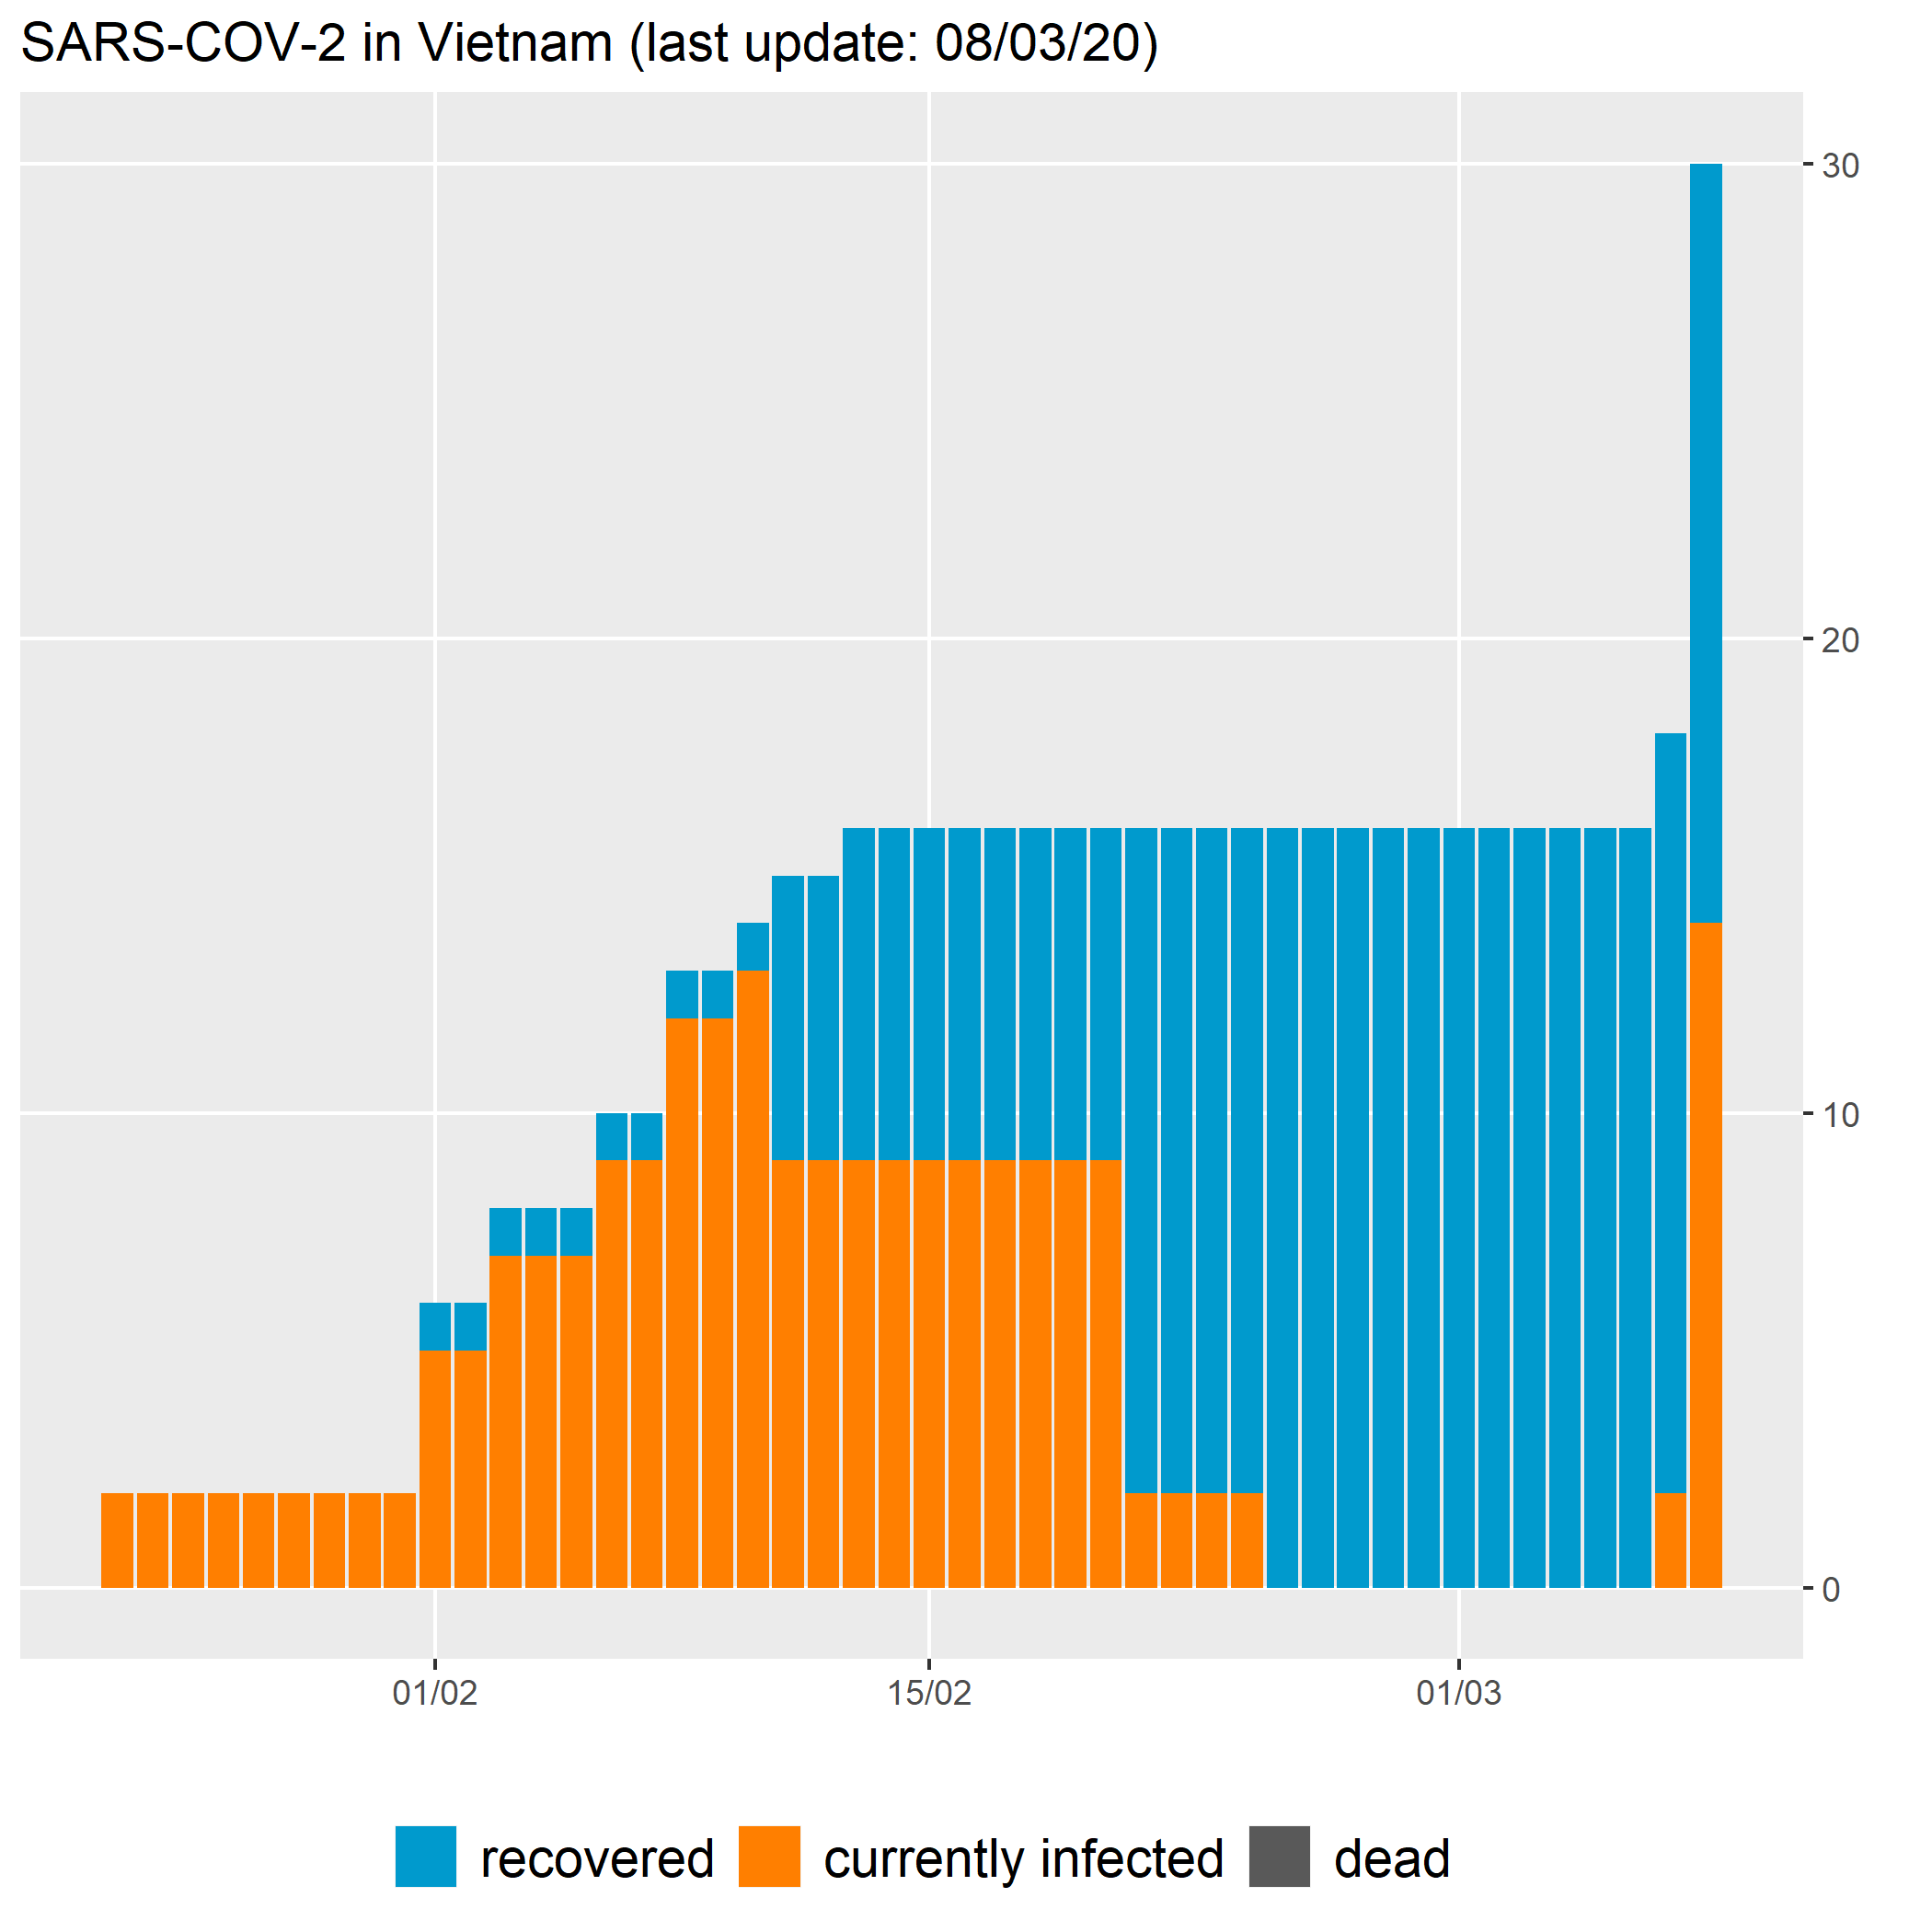 SARS-COV-2 in Vietnam (last update: 08/03/20)
30
20
10
0
01/02 15/02 01/03
recovered currently infected dead